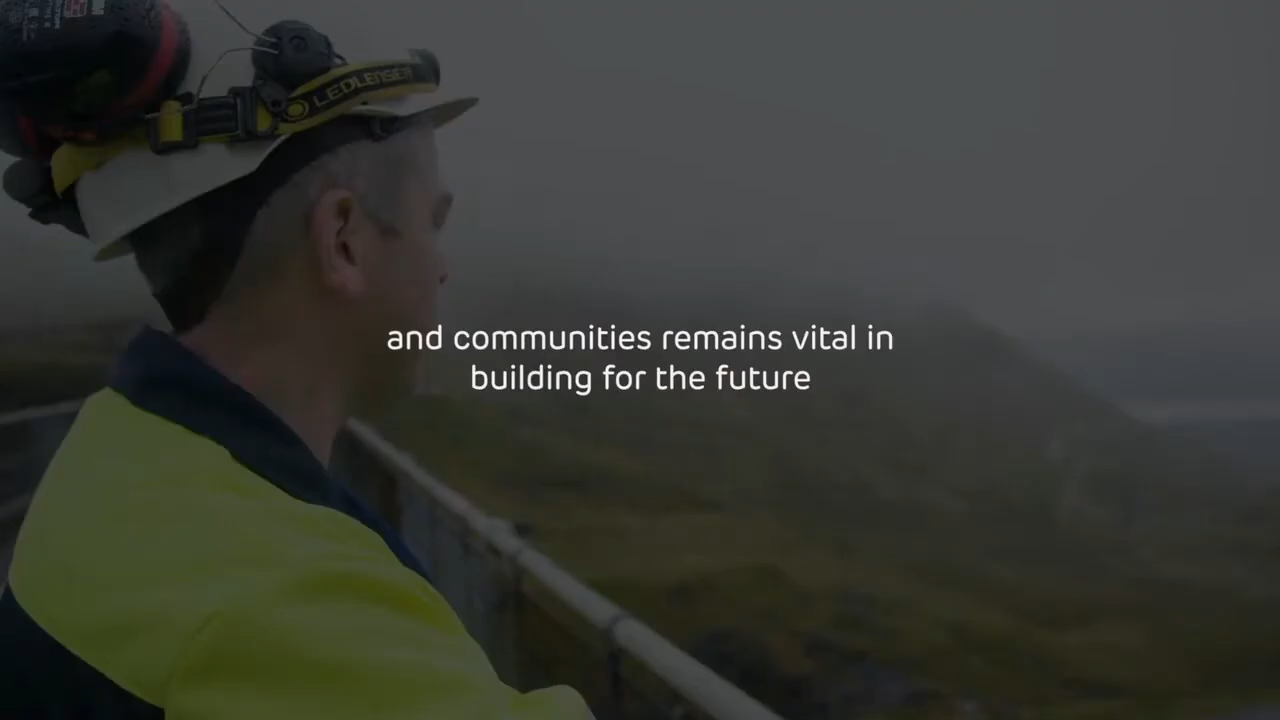 LEDLENSER
and communities remains vital in
building for the future